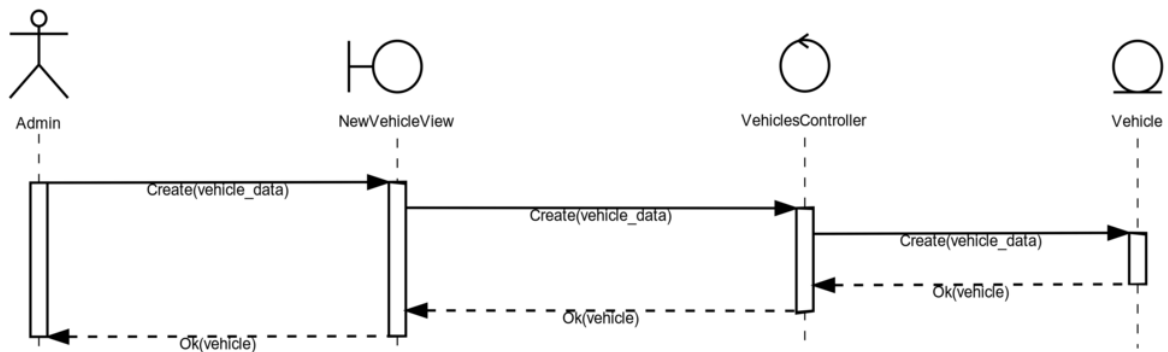 Admin
NewVehicleView
VehiclesController
Vehicle
Create(vehicle_data)
Create(vehicle_data)
Create(vehicle_data)
Ok(vehicle)
Ok(vehicle)
Ok(vehicle)